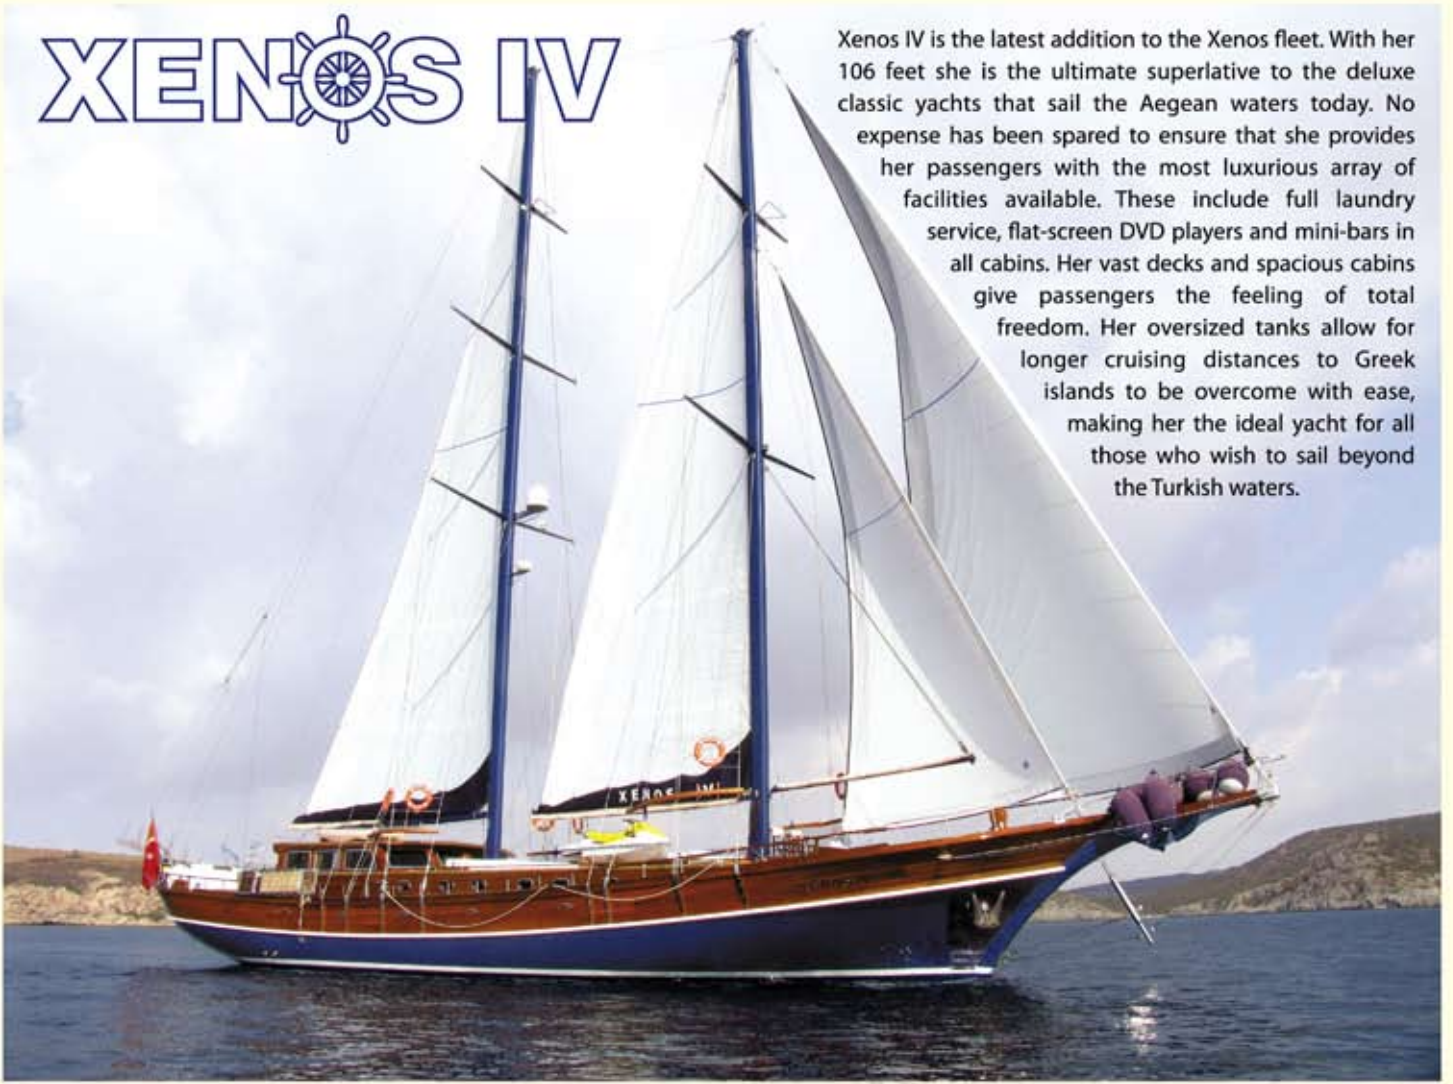 XENOS IV
Xenos IV is the latest addition to the Xenos fleet. With her
106 feet she is the ultimate superlative to the deluxe
classic yachts that sail the Aegean waters today. No
expense has been spared to ensure that she provides
her passengers with the most luxurious array of
facilities available. These include full laundry
service, flat-screen DVD players and mini-bars in
all cabins. Her vast decks and spacious cabins
give passengers the feeling of total
freedom. Her oversized tanks allow for
longer cruising distances to Greek
islands to be overcome with ease,
making her the ideal yacht for all
those who wish to sail beyond
the Turkish waters.
XENOS IV